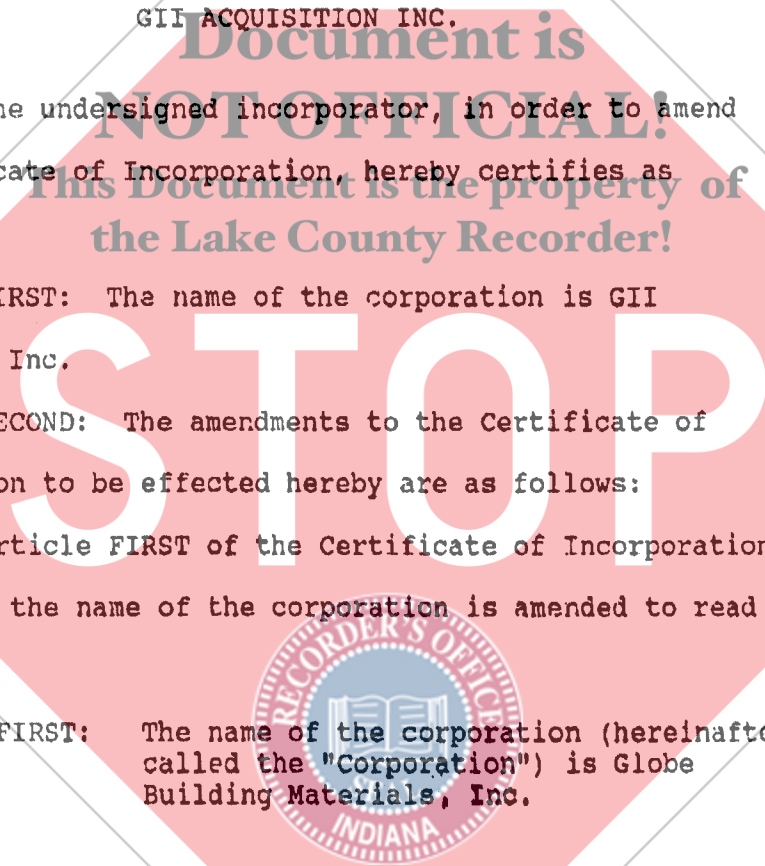 GII ACQUISITION INC.
Document is
ne undersigned incorporator, in order to amend
NOT OFFICIAL!
cate of Incorporation, hereby certifies as
This Document is the property of
the Lake County Recorder!
IRST: The name of the corporation is GII
Inc.
STOP
ECOND: The amendments to the Certificate of
on to be effected hereby are as follows:
rticle FIRST of the Certificate of Incorporation
the name of the corporation is amended to read
RECORDER'S OFFICE
FIRST: The name of the corporation (hereinafte
called the "Corporation") is Globe
Building Materials, Inc.
SEAL
INDIANA